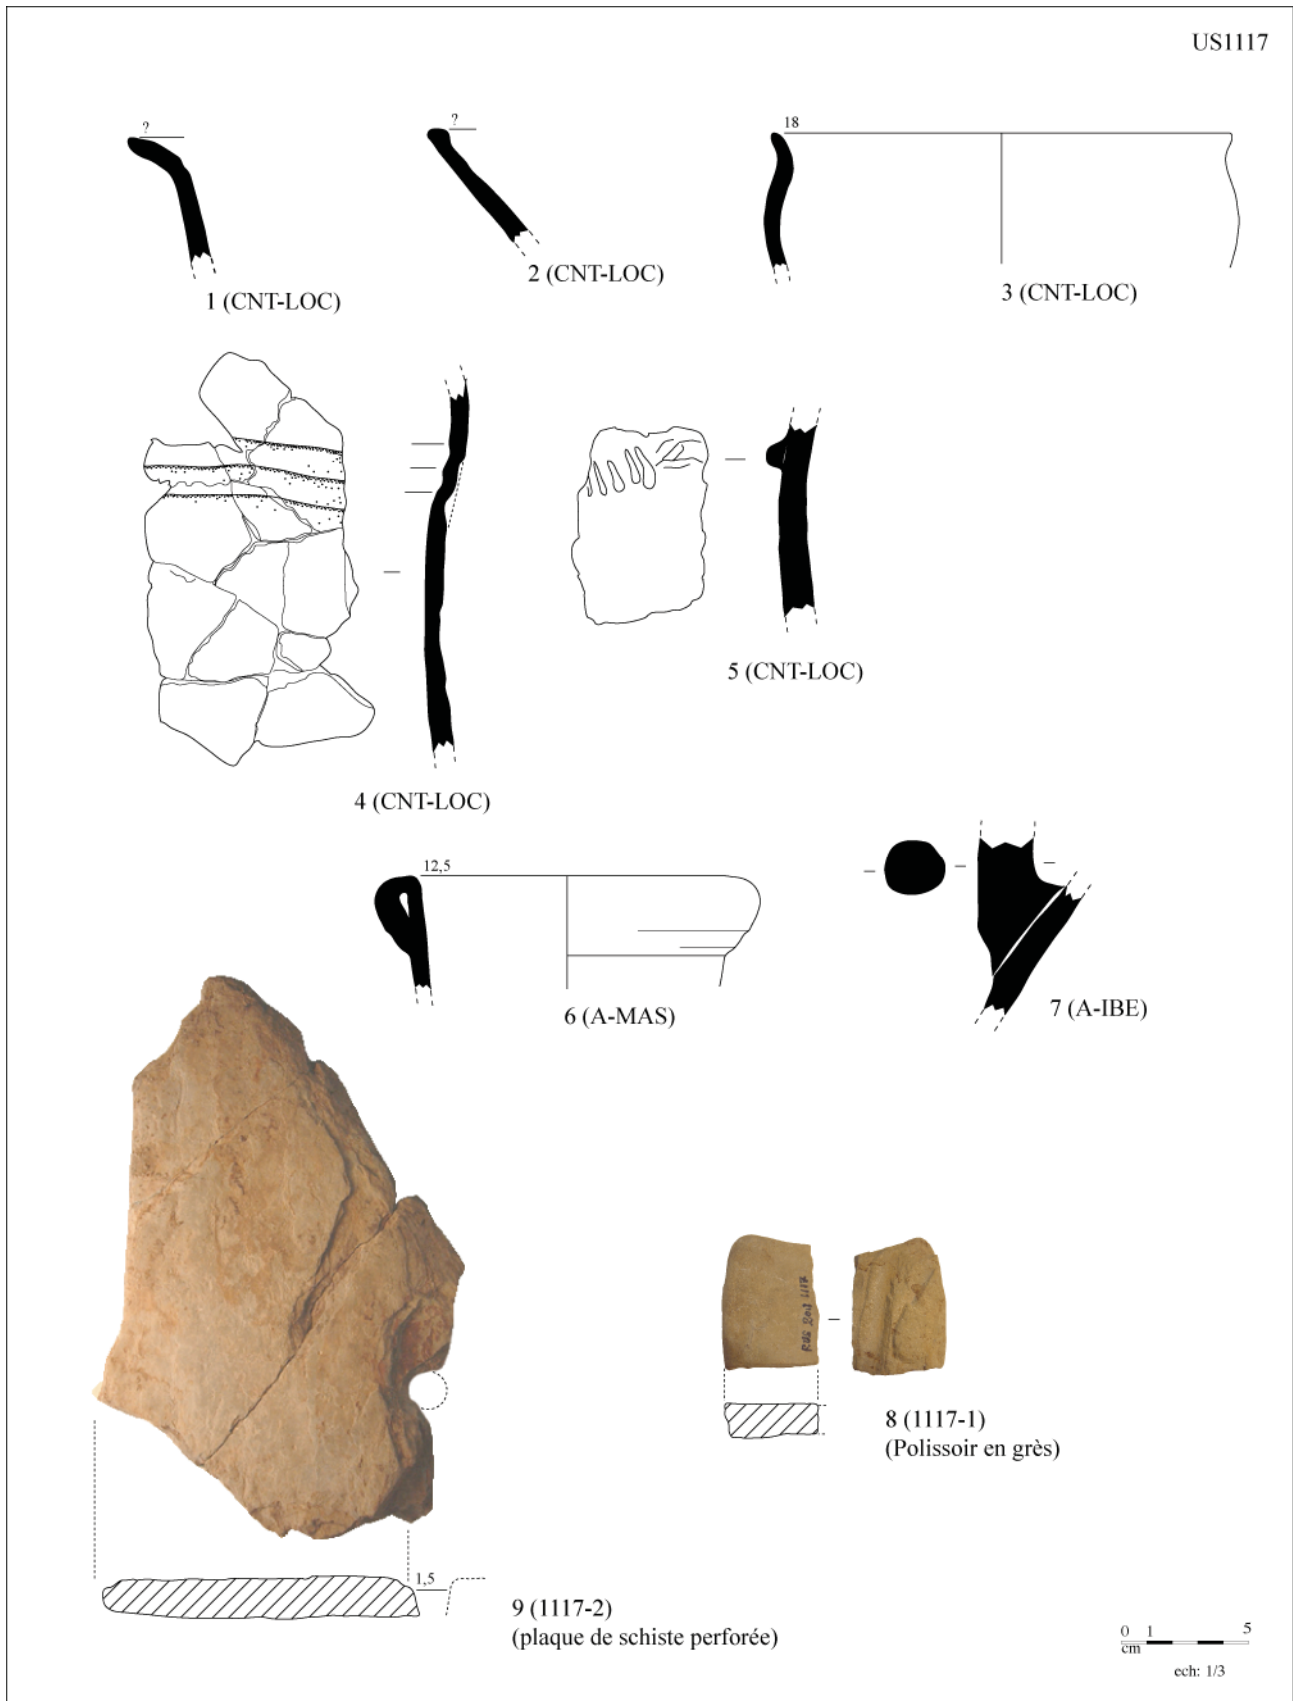 US1117
?
?
18
1 (CNT-LOC)
2 (CNT-LOC)
3 (CNT-LOC)
4 (CNT-LOC)
5 (CNT-LOC)
12,5
6 (A-MAS)
7 (A-IBE)
8 (1117-1)
(Polissoir en grès)
1,5
9 (1117-2)
(plaque de schiste perforée)
0 1 5
cm
ech: 1/3